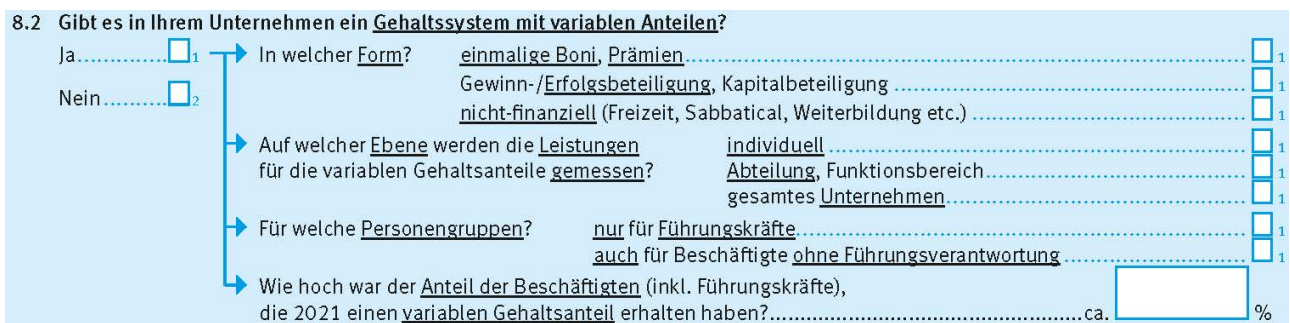 8.2 Gibt es in Ihrem Unternehmen ein Gehaltssystem mit variablen Anteilen?
Ja.............1 In welcher Form? einmalige Boni, Prämien.......... 1
Gewinn-/Erfolgsbeteiligung, Kapitalbeteiligung .......... 1
Nein..........2
nicht-finanziell (Freizeit, Sabbatical, Weiterbildung etc.) .......... 1
Auf welcher Ebene werden die Leistungen individuell .......... 1
für die variablen Gehaltsanteile gemessen? Abteilung, Funktionsbereich.......... 1
gesamtes Unternehmen.......... 1
Für welche Personengruppen? nur für Führungskräfte.......... 1
auch für Beschäftigte ohne Führungsverantwortung .......... 1
Wie hoch war der Anteil der Beschäftigten (inkl. Führungskräfte),
die 2021 einen variablen Gehaltsanteil erhalten haben?..........ca. %